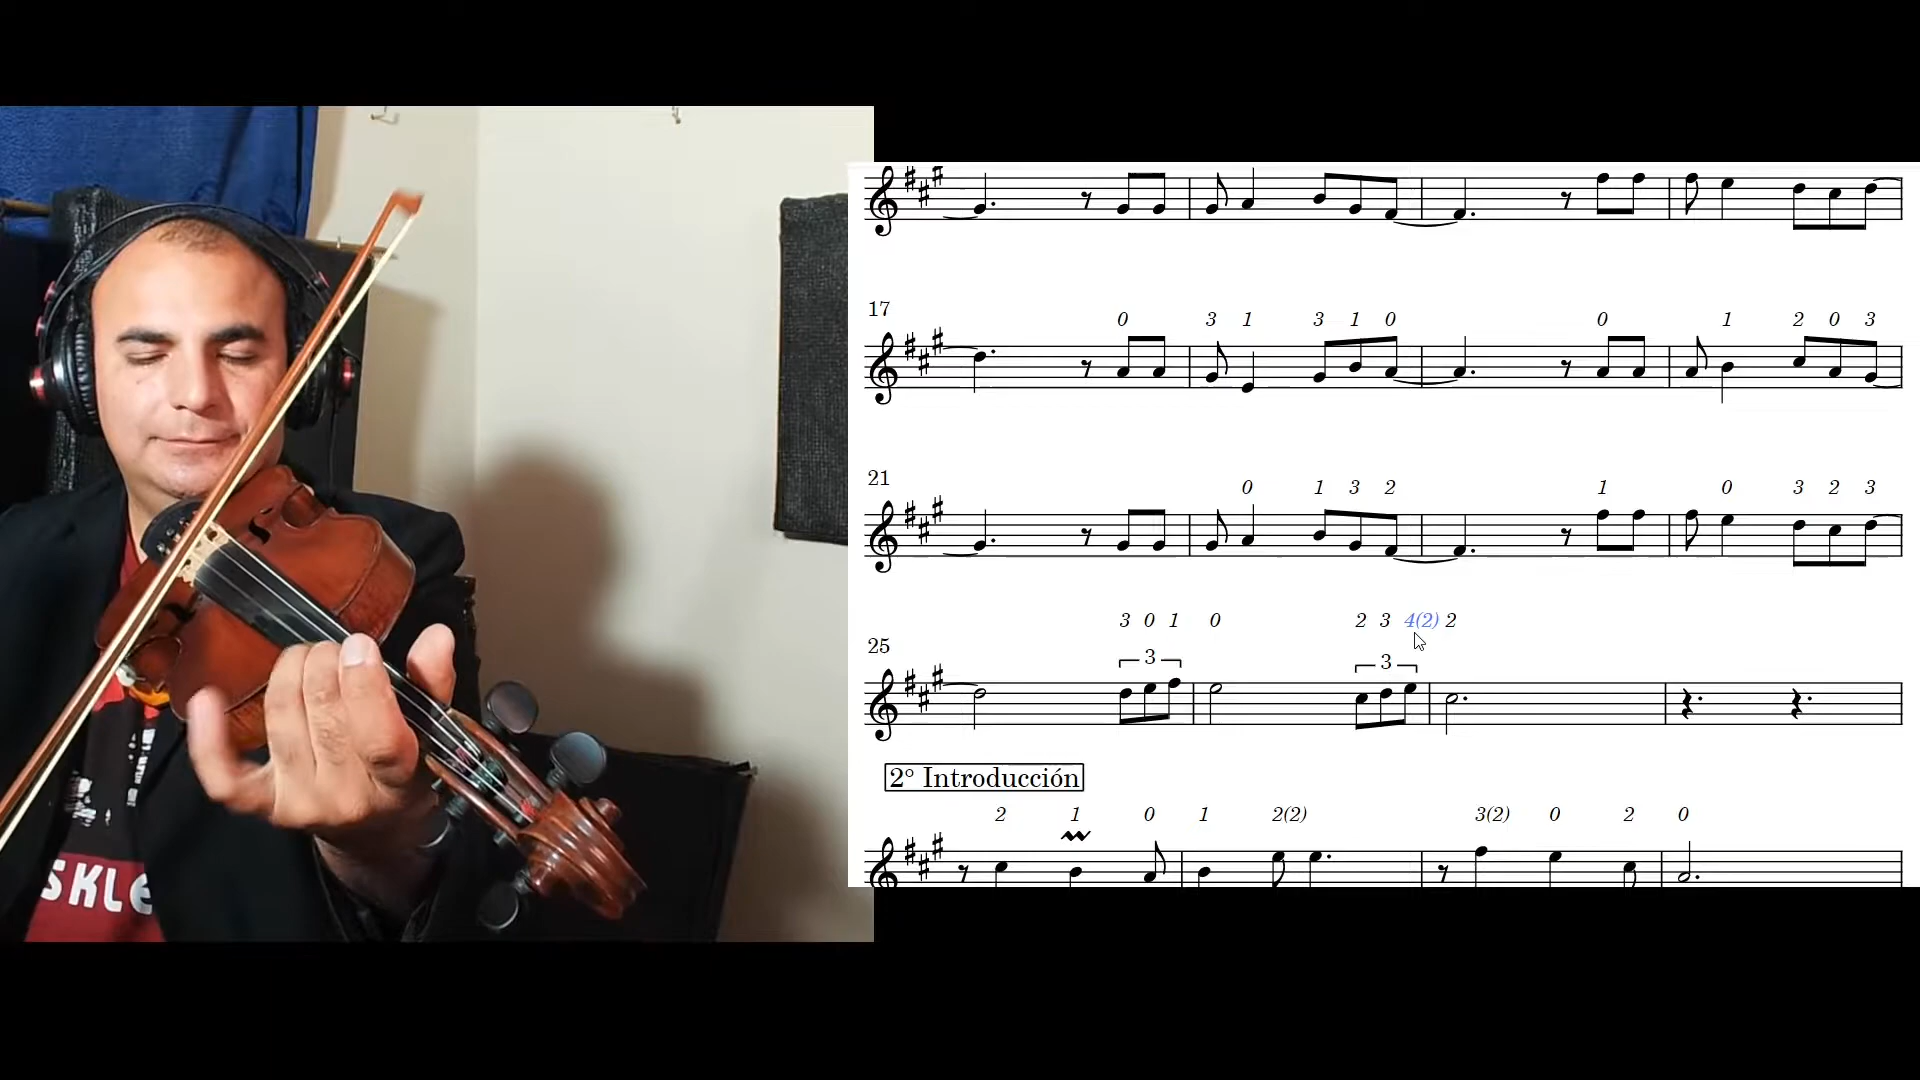 17
0 3 1 3 1 0 0 1 2 0 3
21
0 1 3 2 1 0 3 2 3
3 0 1 0 2 3 4(2) 2
25
3 3
2° Introducción
2 1 0 1 2(2) 3(2) 0 2 0
SKLE